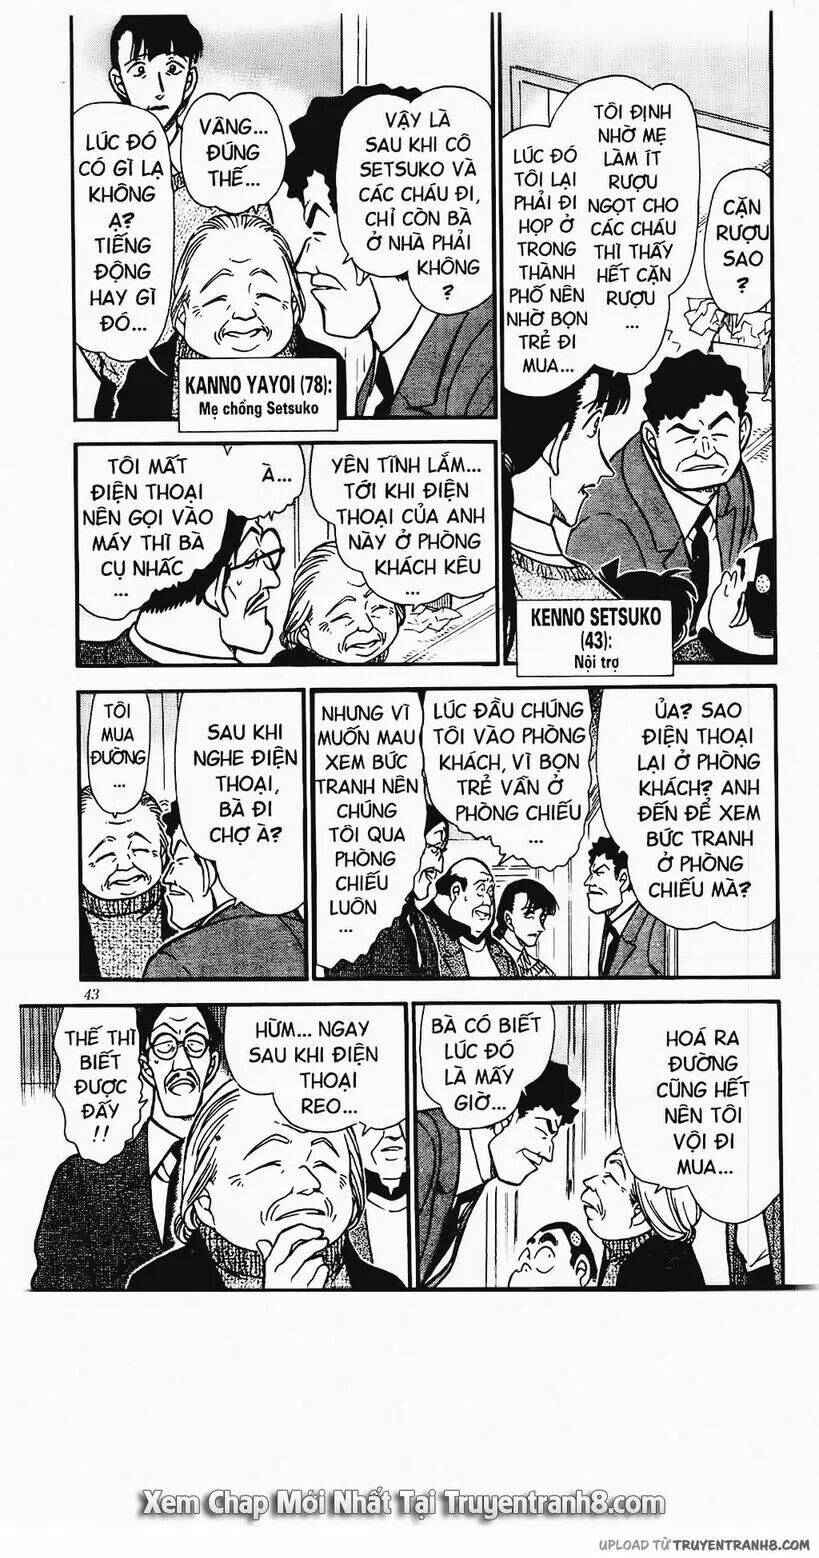 CẶN
RƯỢU
SAO
?
TÔI ĐỊNH
NHỜ MẸ
LÀM ÍT
RƯỢU
NGỌT CHO
CÁC CHÁU
THÌ THẤY
HẾT CẶN
RƯỢU
...
LÚC ĐÓ
TÔI LẠI
PHẢI ĐI
HỌP Ở
TRONG
THÀNH
PHỐ NÊN
NHỜ BỌN
TRẺ ĐI
MUA...
KENNO SETSUKO
(43):
Nội trợ
VẬY LÀ
SAU KHI CÔ
SETSUKO VÀ
CÁC CHÁU ĐI,
CHỈ CÒN BÀ
Ở NHÀ PHẢI
KHÔNG
?
VÂNG...
ĐÚNG
THẾ...
LÚC ĐÓ
CÓ GÌ LẠ
KHÔNG
Ạ?
TIẾNG
ĐỘNG
HAY GÌ
ĐÓ...
KANNO YAYOI (78):
Mẹ chồng Setsuko
YÊN TĨNH LẮM...
TỚI KHI ĐIỆN
THOẠI CỦA ANH
NÀY Ở PHÒNG
KHÁCH KÊU
...
À...
TÔI MẤT
ĐIỆN THOẠI
NÊN GỌI VÀO
MÁY THÌ BÀ
CỤ NHẤC
...
ỦA? SAO
ĐIỆN THOẠI
LẠI Ở PHÒNG
KHÁCH? ANH
ĐẾN ĐỂ XEM
BỨC TRANH
Ở PHÒNG
CHIẾU MÀ?
LÚC ĐẦU CHÚNG
TÔI VÀO PHÒNG
KHÁCH, VÌ BỌN
TRẺ VẪN Ở
PHÒNG CHIẾU
...
NHƯNG VÌ
MUỐN MAU
XEM BỨC
TRANH NÊN
CHÚNG
TÔI QUA
PHÒNG
CHIẾU
LUÔN
...
SAU KHI
NGHE ĐIỆN
THOẠI,
BÀ ĐI
CHỢ À?
TÔI
MUA
ĐƯỜNG
...
43
HOÁ RA
ĐƯỜNG
CŨNG HẾT
NÊN TÔI
VỘI ĐI
MUA...
BÀ CÓ BIẾT
LÚC ĐÓ
LÀ MẤY
GIỜ...
HỪM... NGAY
SAU KHI ĐIỆN
THOẠI
REO...
THẾ THÌ
BIẾT
ĐƯỢC
ĐẤY
!!
Xem Chap Mới Nhất Tại Truyentranh8.com
UPLOAD TỪ TRUYENTRANH8.COM